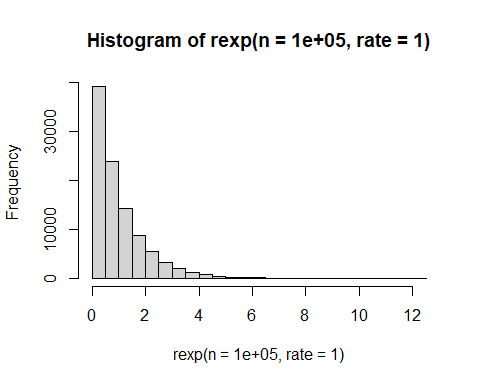 Histogram of rexp(n = 1e+05, rate = 1)
Frequency
30000
10000
0
0 2 4 6 8 10 12
rexp(n = 1e+05, rate = 1)